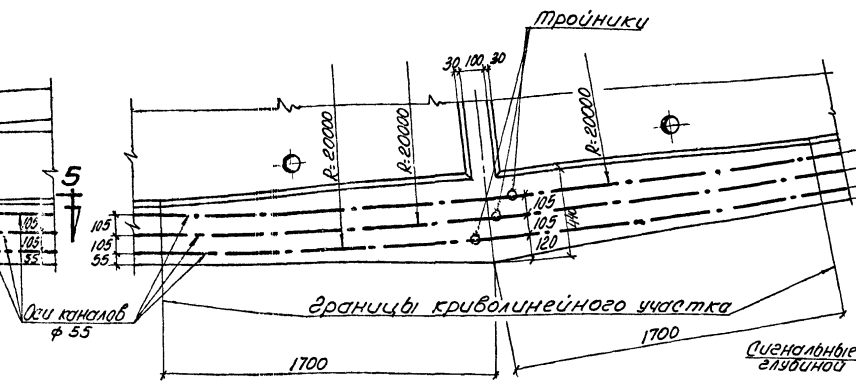 Тройники
30 100 30
R=20000
R=20000
R=20000
5
105
105
55
105
105
55
105
105
120
Оси каналов
ϕ 55
Границы криволинейного участка
1700
1700
Сигнальные
глубиной